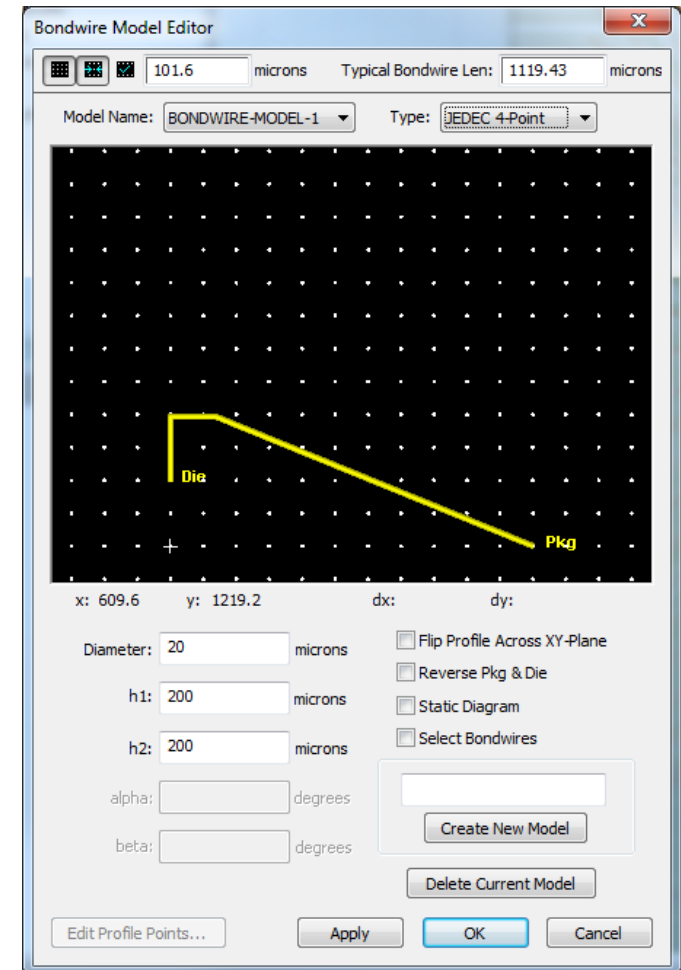 Bondwire Model Editor
101.6 microns Typical Bondwire Len: 1119.43 microns
Model Name: BONDWIRE-MODEL-1 Type: JEDEC 4-Point
Die
Pkg
x: 609.6 y: 1219.2 dx: dy:
Diameter: 20 microns
h1: 200 microns
h2: 200 microns
alpha: degrees
beta: degrees
Flip Profile Across XY-Plane
Reverse Pkg & Die
Static Diagram
Select Bondwires
Create New Model
Delete Current Model
Edit Profile Points... Apply OK Cancel